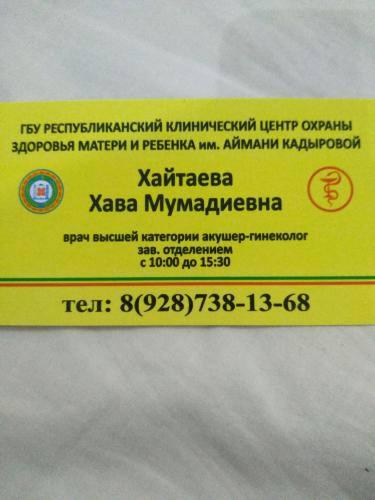 ГБУ РЕСПУБЛИКАНСКИЙ КЛИНИЧЕСКИЙ ЦЕНТР ОХРАНЫ
ЗДОРОВЬЯ МАТЕРИ И РЕБЕНКА им. АЙМАНИ КАДЫРОВОЙ
Хайтаева
Хава Мумадиевна
врач высшей категории акушер-гинеколог
зав. отделением
с 10:00 до 15:30
тел: 8(928)738-13-68